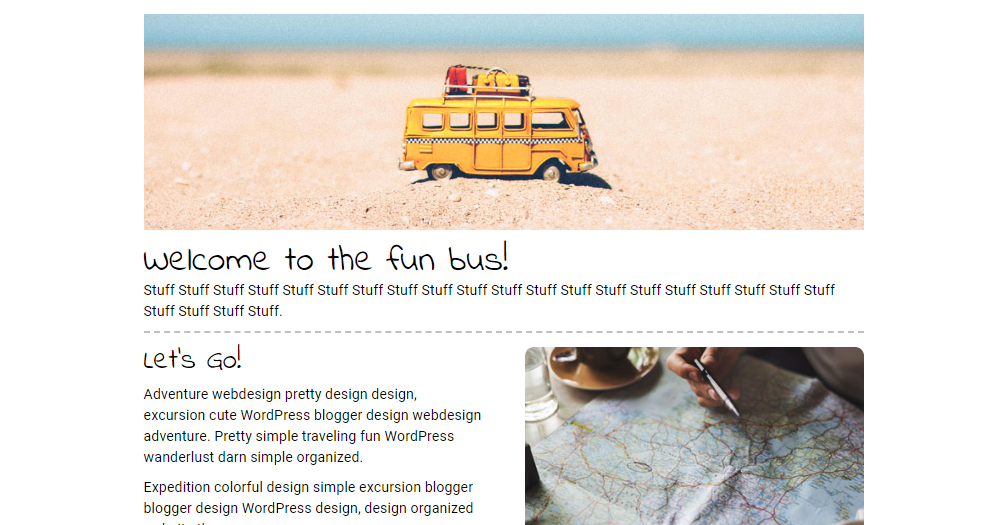 Welcome to the fun bus!
Stuff Stuff Stuff Stuff Stuff Stuff Stuff Stuff Stuff Stuff Stuff Stuff Stuff Stuff Stuff Stuff Stuff Stuff Stuff Stuff
Stuff Stuff Stuff Stuff.
Let's Go!
Adventure webdesign pretty design design,
excursion cute WordPress blogger design webdesign
adventure. Pretty simple traveling fun WordPress
wanderlust darn simple organized.
Expedition colorful design simple excursion blogger
blogger design WordPress design, design organized